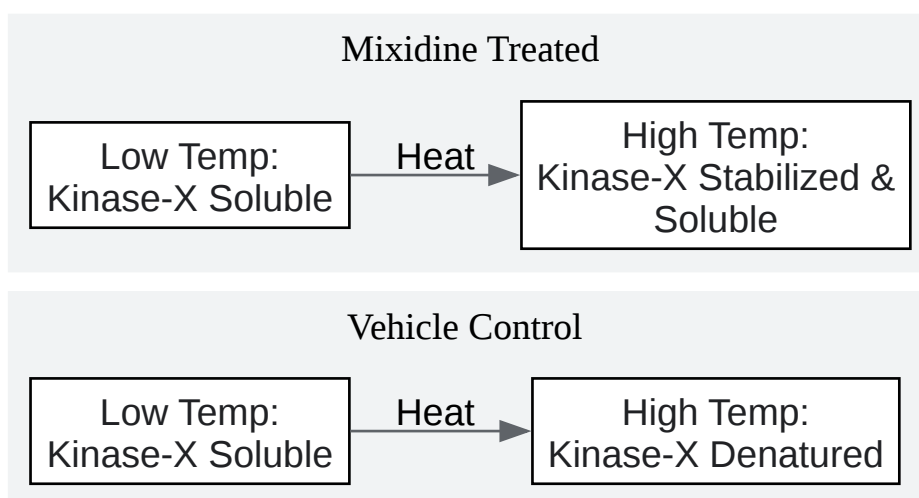 Mixidine Treated
Low Temp:
Kinase-X Soluble
Heat
High Temp:
Kinase-X Stabilized &
Soluble
Vehicle Control
Low Temp:
Kinase-X Soluble
Heat
High Temp:
Kinase-X Denatured